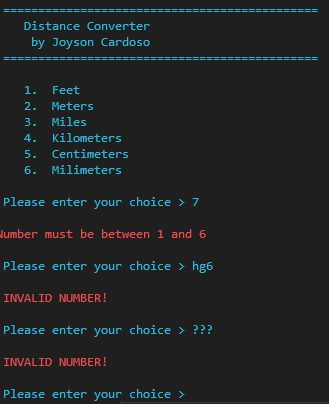 =============================================
Distance Converter
by Joyson Cardoso
=============================================
1. Feet
2. Meters
3. Miles
4. Kilometers
5. Centimeters
6. Milimeters
Please enter your choice > 7
Number must be between 1 and 6
Please enter your choice > hg6
INVALID NUMBER!
Please enter your choice > ???
INVALID NUMBER!
Please enter your choice >